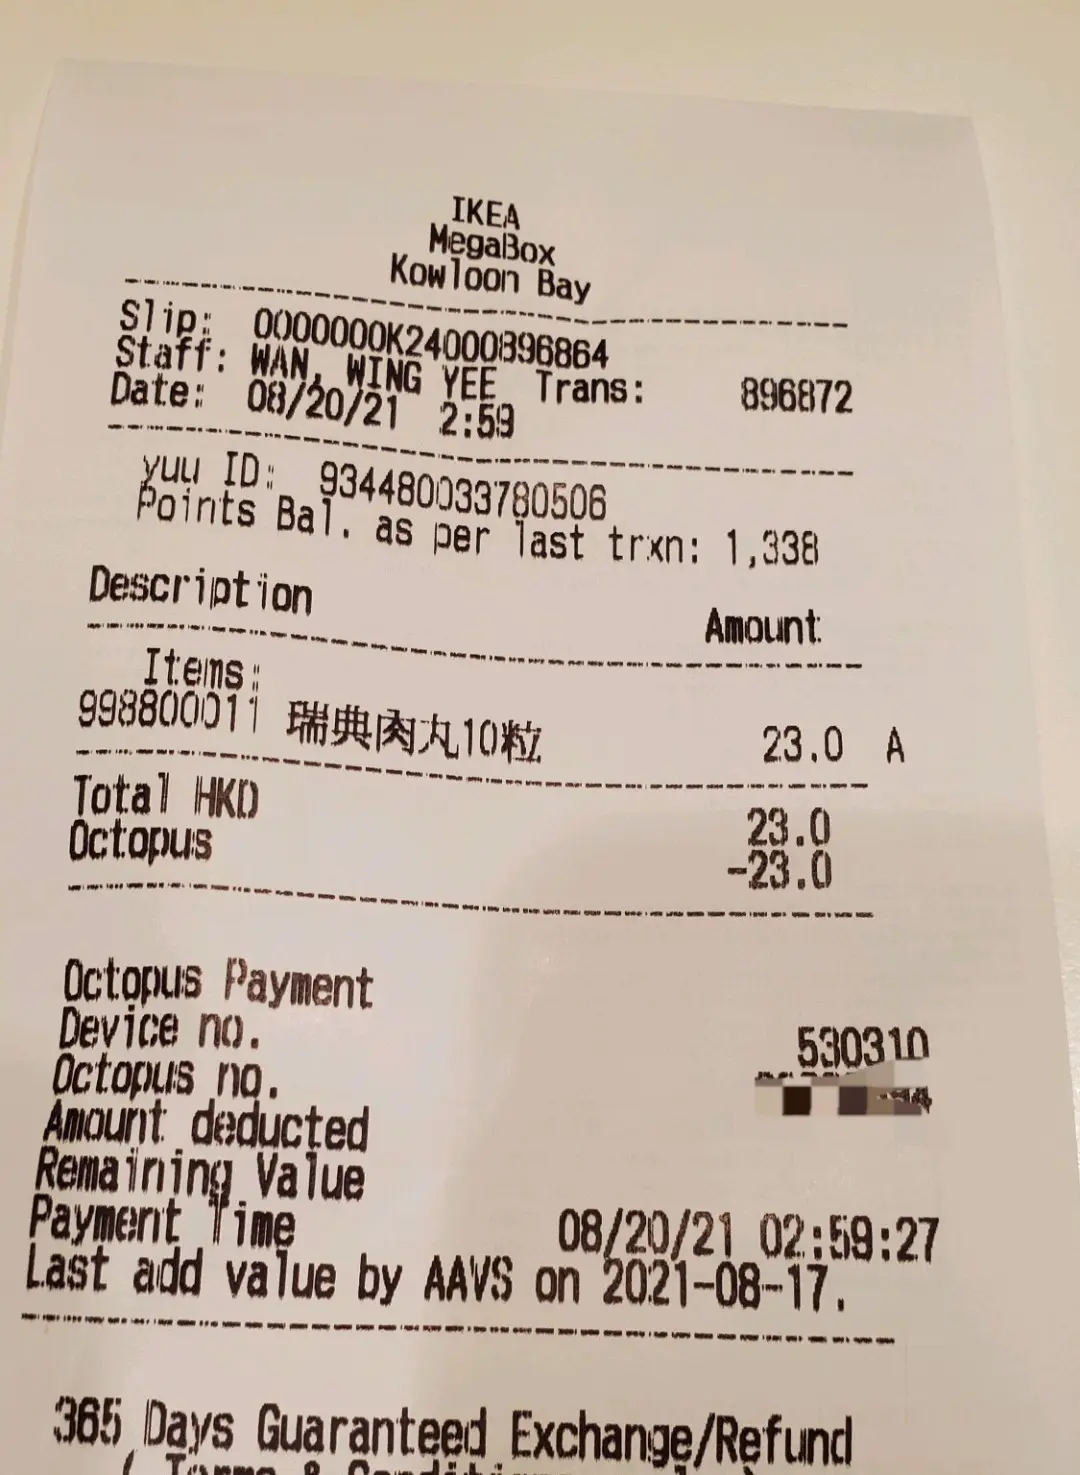 IKEA
MegaBox
Kowloon Bay
Slip: 0000000K24000896864
Staff: WAN, WING YEE Trans: 896872
Date: 08/20/21 2:59
yuu ID: 934480033780506
Points Bal. as per last trxn: 1,338
Description Amount
Items:
998800011 瑞典肉丸10粒 23.0 A
Total HKD 23.0
Octopus -23.0
Octopus Payment
Device no. 530310
Octopus no.
Amount deducted
Remaining Value
Payment Time 08/20/21 02:59:27
Last add value by AAVS on 2021-08-17.
365 Days Guaranteed Exchange/Refund